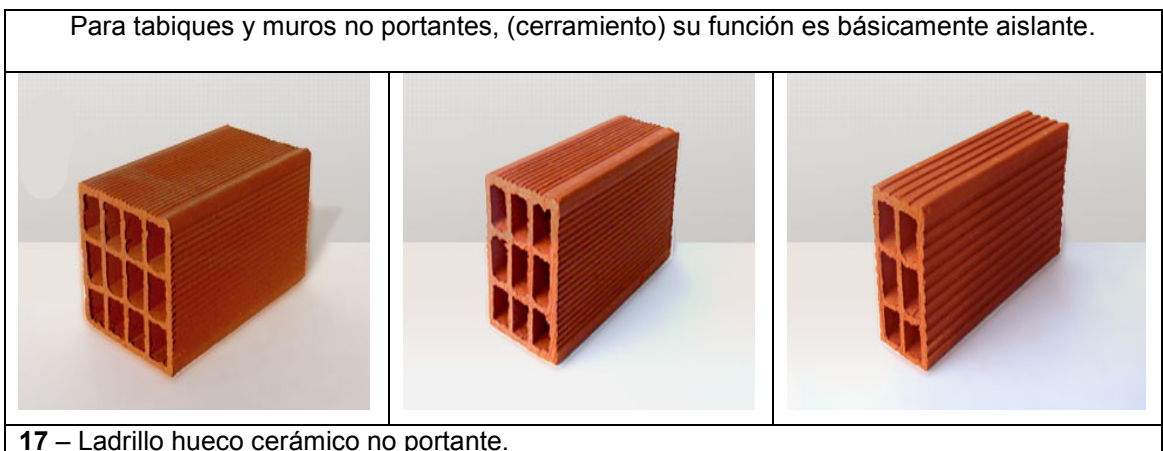 Para tabiques y muros no portantes, (cerramiento) su función es básicamente aislante.
17 – Ladrillo hueco cerámico no portante.